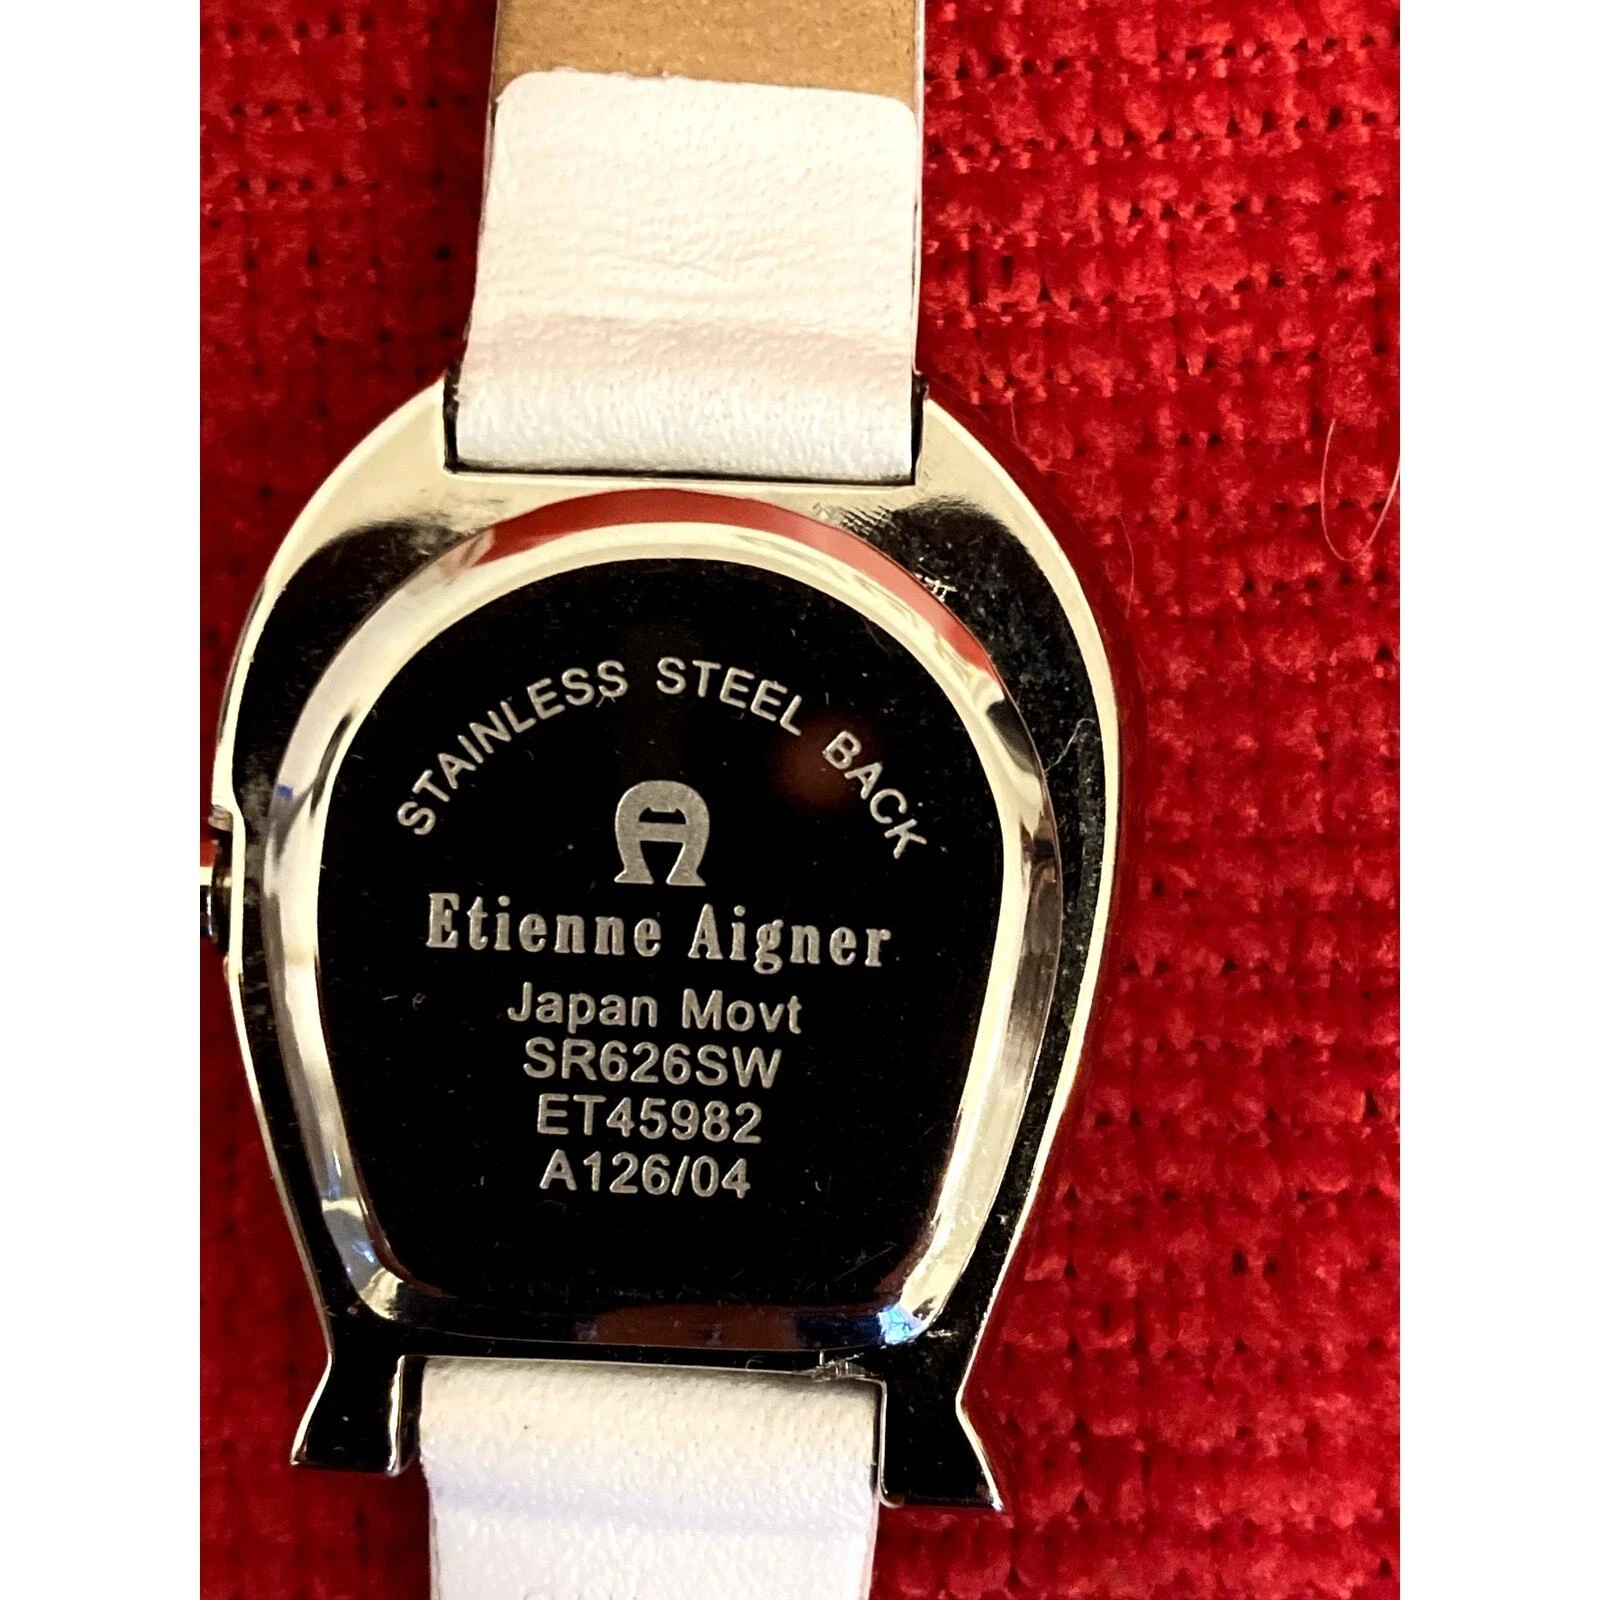 STAINLESS STEEL BACK
Etienne Aigner
Japan Movt
SR626SW
ET45982
A126/04